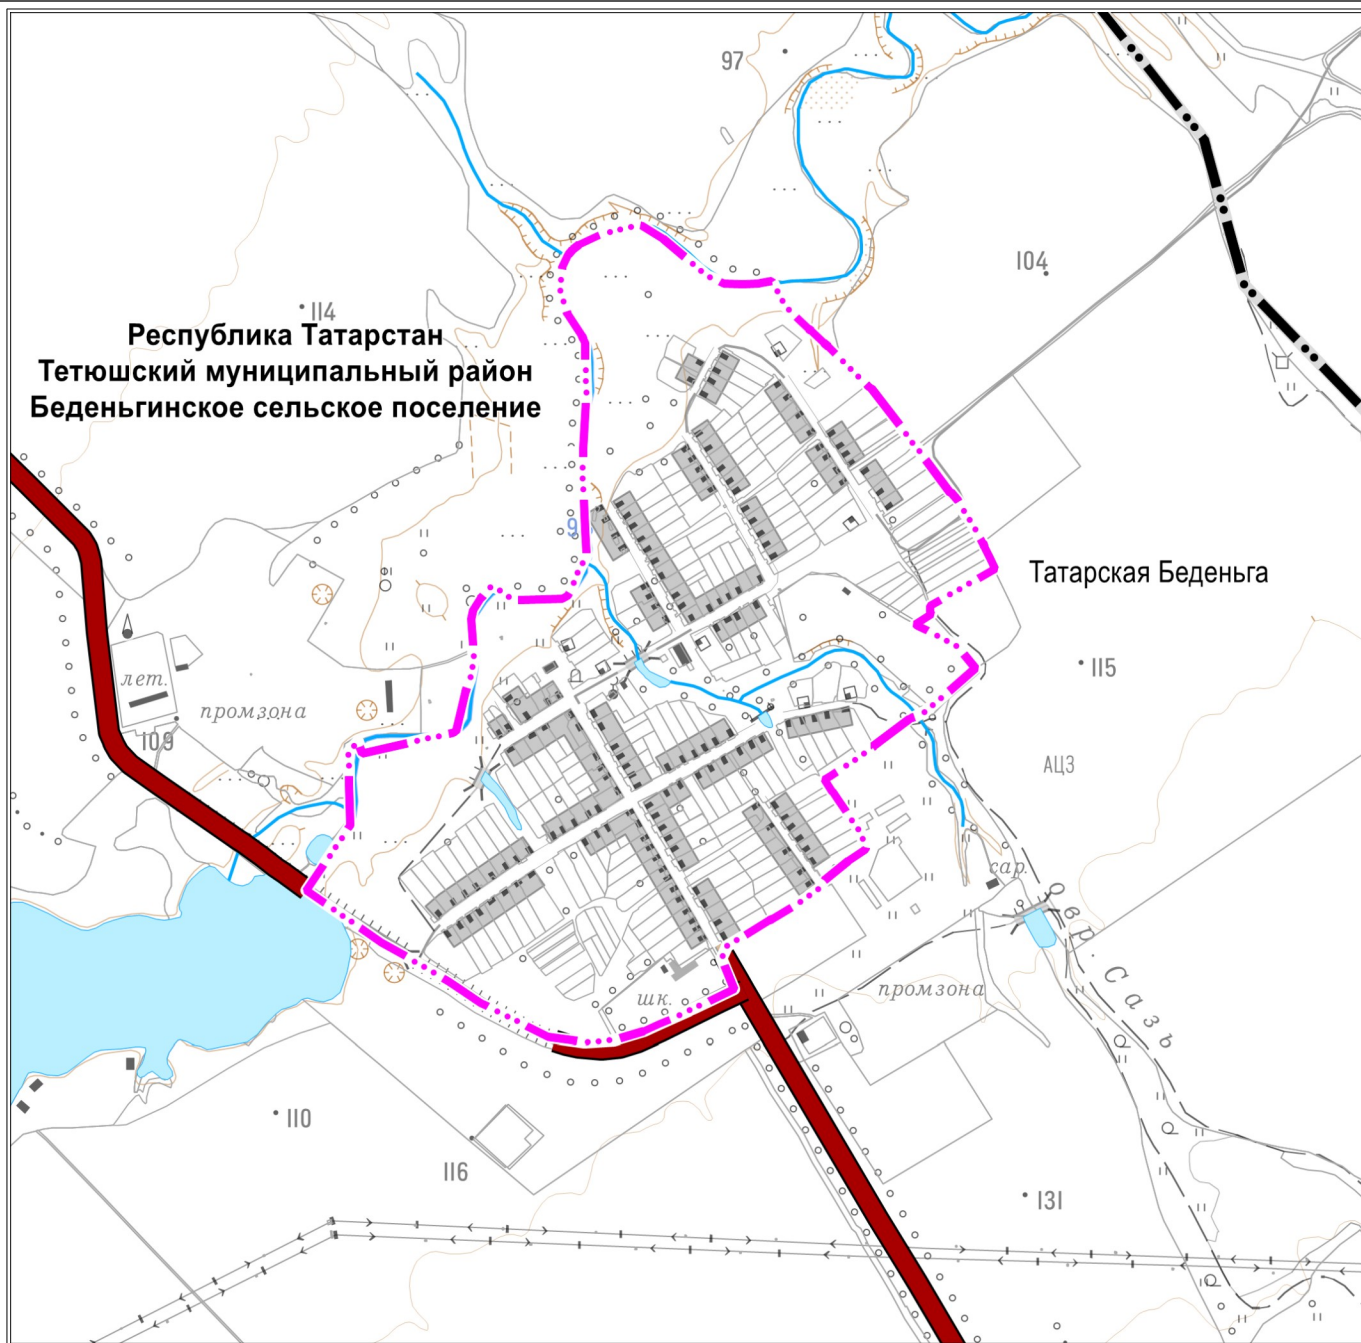 97
104
114
Республика Татарстан
Тетюшский муниципальный район
Беденьгинское сельское поселение
9
Татарская Беденьга
115
лет.
промзона
109
АЦЗ
сар.
овр. Сазь
промзона
шк.
110
116
131